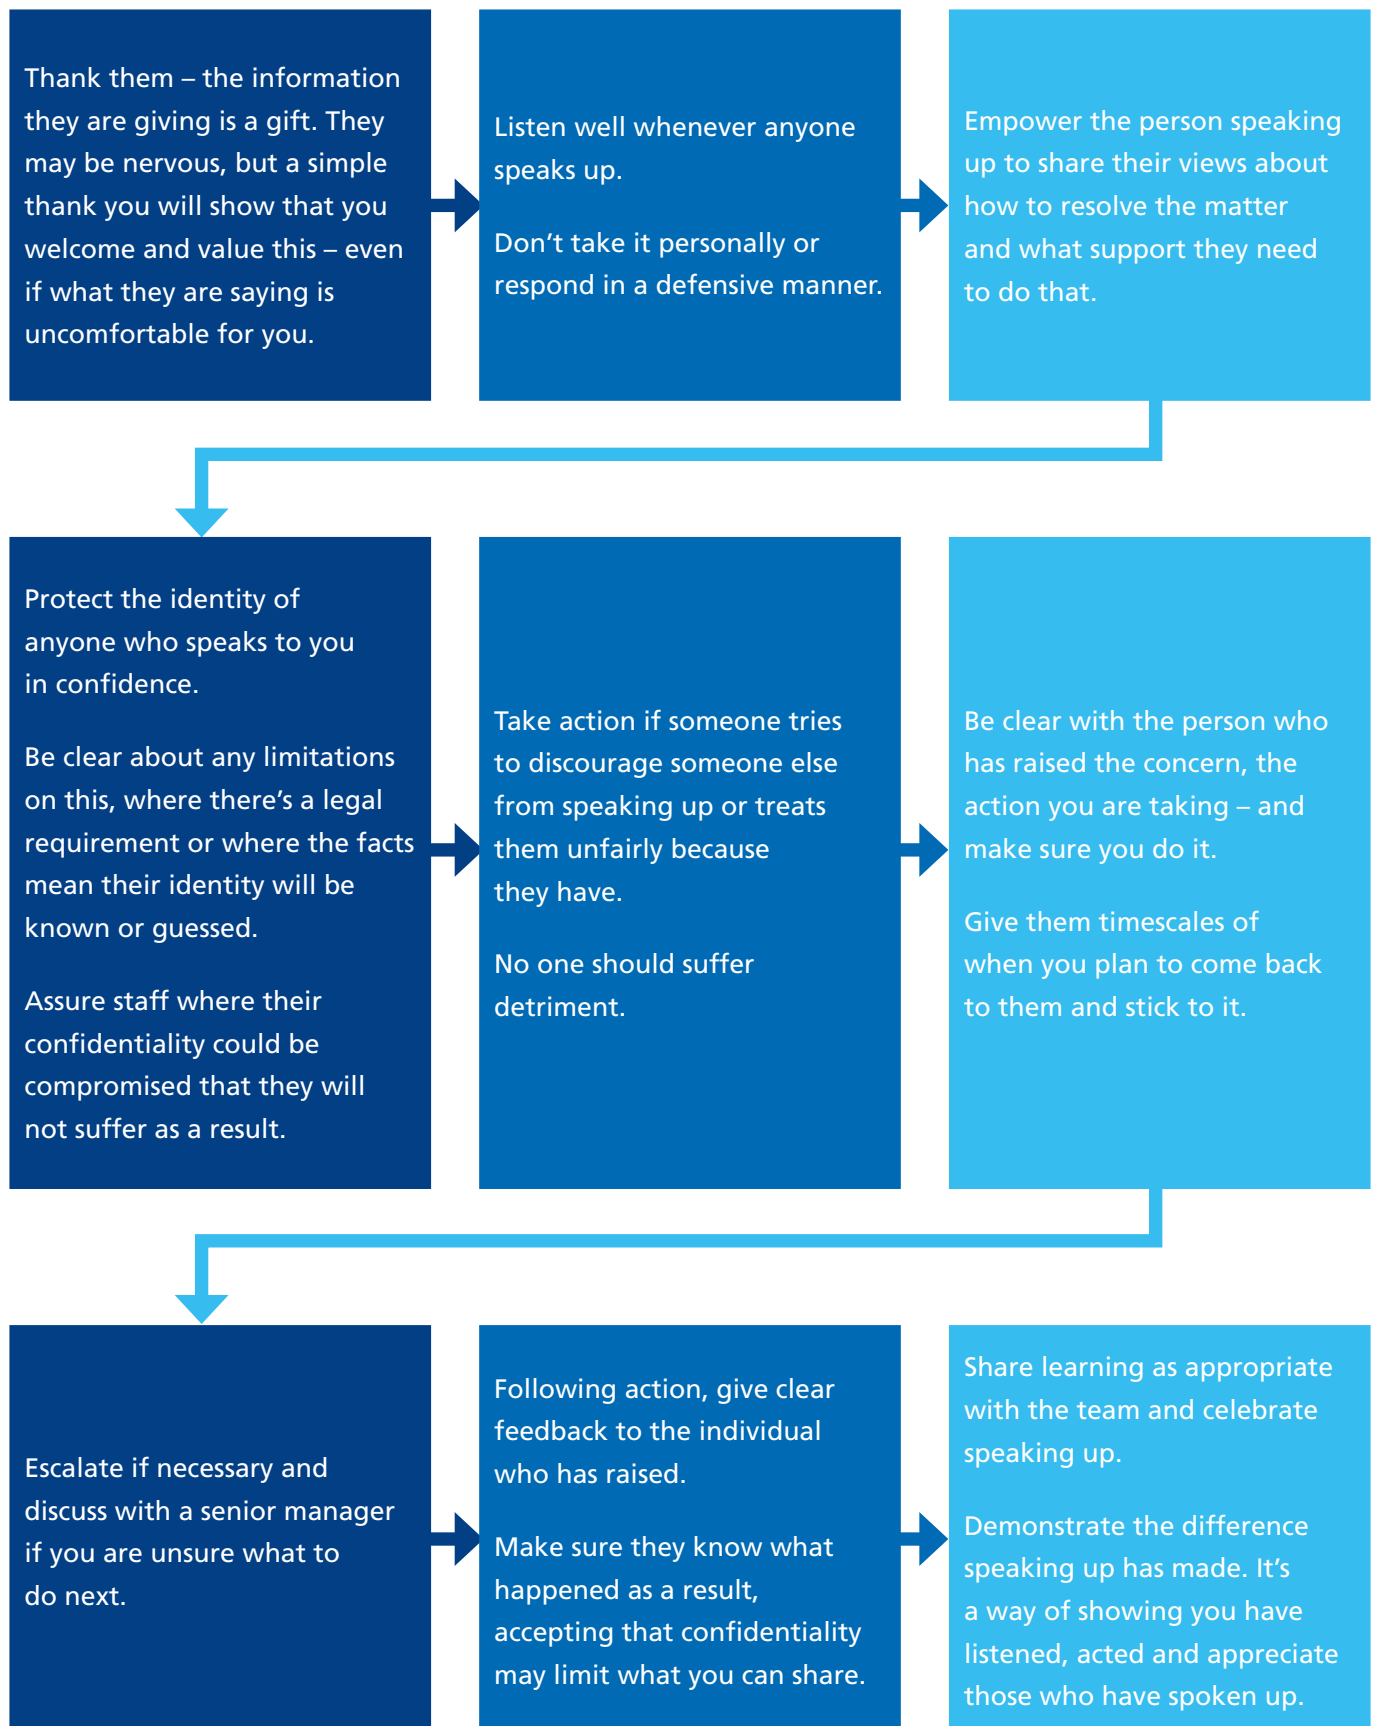 Thank them – the information
they are giving is a gift. They
may be nervous, but a simple
thank you will show that you
welcome and value this – even
if what they are saying is
uncomfortable for you.
Listen well whenever anyone
speaks up.
Don’t take it personally or
respond in a defensive manner.
Empower the person speaking
up to share their views about
how to resolve the matter
and what support they need
to do that.
Protect the identity of
anyone who speaks to you
in confidence.
Be clear about any limitations
on this, where there’s a legal
requirement or where the facts
mean their identity will be
known or guessed.
Assure staff where their
confidentiality could be
compromised that they will
not suffer as a result.
Take action if someone tries
to discourage someone else
from speaking up or treats
them unfairly because
they have.
No one should suffer
detriment.
Be clear with the person who
has raised the concern, the
action you are taking – and
make sure you do it.
Give them timescales of
when you plan to come back
to them and stick to it.
Escalate if necessary and
discuss with a senior manager
if you are unsure what to
do next.
Following action, give clear
feedback to the individual
who has raised.
Make sure they know what
happened as a result,
accepting that confidentiality
may limit what you can share.
Share learning as appropriate
with the team and celebrate
speaking up.
Demonstrate the difference
speaking up has made. It’s
a way of showing you have
listened, acted and appreciate
those who have spoken up.